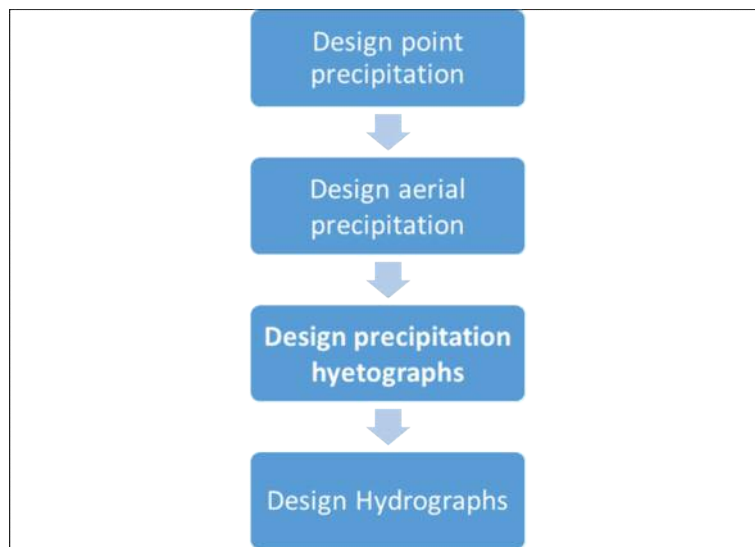 Design point
precipitation
Design aerial
precipitation
Design precipitation
hyetographs
Design Hydrographs